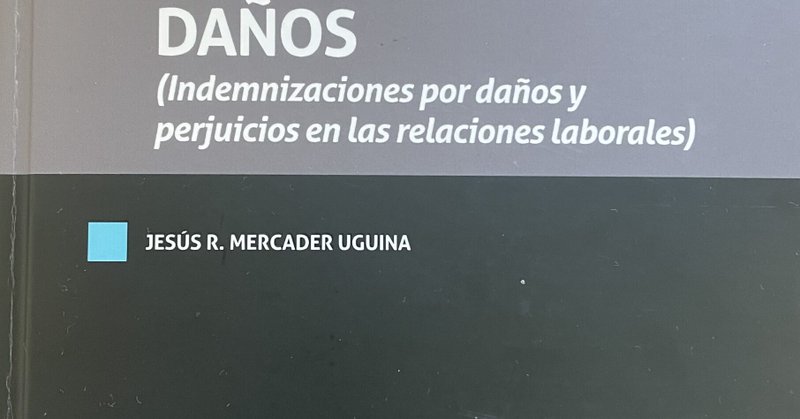 DAÑOS
(Indemnizaciones por daños y
perjuicios en las relaciones laborales)
JESÚS R. MERCADER UGUINA